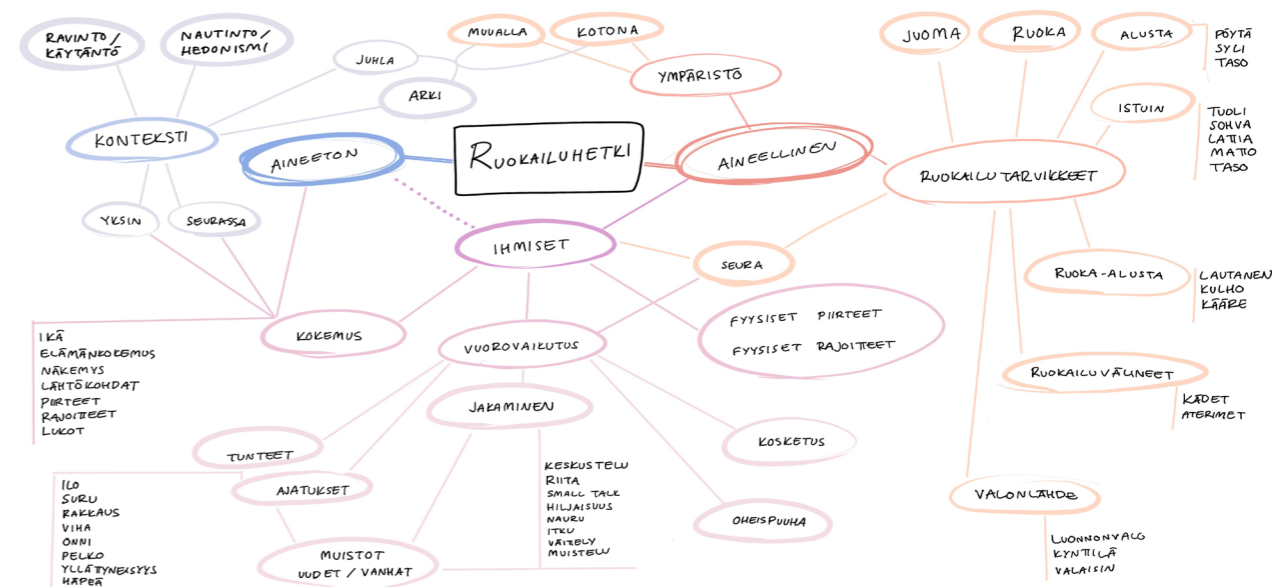 RAVINTO/
KÄYTÄNTÖ
NAUTINTO/
HEDONISMI
JUHLA
ARKI
MUUALLA
KOTONA
YMPÄRISTÖ
JUOMA
RUOKA
ALUSTA
PÖYTÄ
SYLI
TASO
ISTUIN
TUOLI
SOHVA
LATTIA
MATTO
TASO
KONTEKSTI
AINEETON
RUOKAILUHETKI
AINEELLINEN
RUOKAILUTARVIKKEET
YKSIN
SEURASSA
IHMISET
SEURA
RUOKA-ALUSTA
LAUTANEN
KULHO
KÄÄRE
KOKEMUS
IKÄ
ELÄMÄNKOKEMUS
NÄKEMYS
LÄHTÖKOHDAT
PIIRTEET
RAJOITTEET
LUKOT
VUOROVAIKUTUS
FYYSISET PIIRTEET
FYYSISET RAJOITTEET
RUOKAILUVÄLINEET
KÄDET
ATERIMET
JAKAMINEN
KOSKETUS
TUNTEET
AJATUKSET
ILO
SURU
RAKKAUS
VIHA
ONNI
PELKO
YLLÄTTYNEISYYS
HÄPEÄ
KESKUSTELU
RIITA
SMALL TALK
HILJAISUUS
NAURU
ITKU
VÄITELY
MUISTELU
OHEISPUUHA
VALONLÄHDE
LUONNONVALO
KYNTTILÄ
VALAISIN
MUISTOT
UUDET/VANHAT